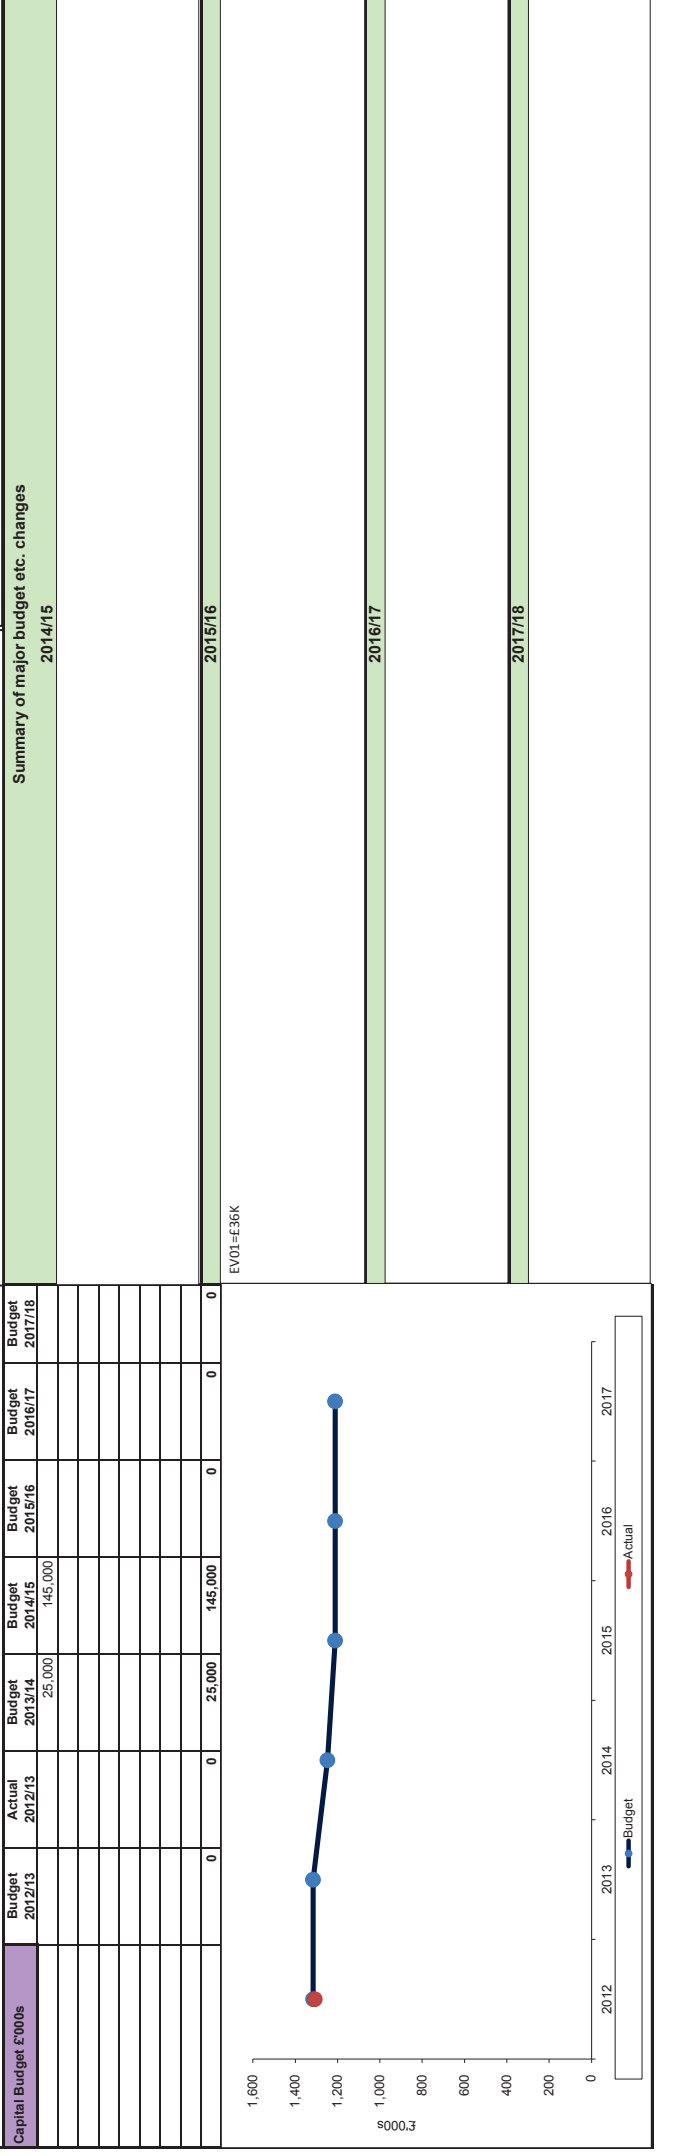 Capital Budget £'000s
Budget 2012/13
Actual 2012/13
Budget 2013/14
Budget 2014/15
Budget 2015/16
Budget 2016/17
Budget 2017/18
25,000 145,000
0 0 25,000 145,000 0 0 0
1,600
1,400
1,200
1,000
800
600
400
200
0
£'000s
2012 2013 2014 2015 2016 2017
Budget Actual
Summary of major budget etc. changes
2014/15
2015/16
EV01=£36K
2016/17
2017/18